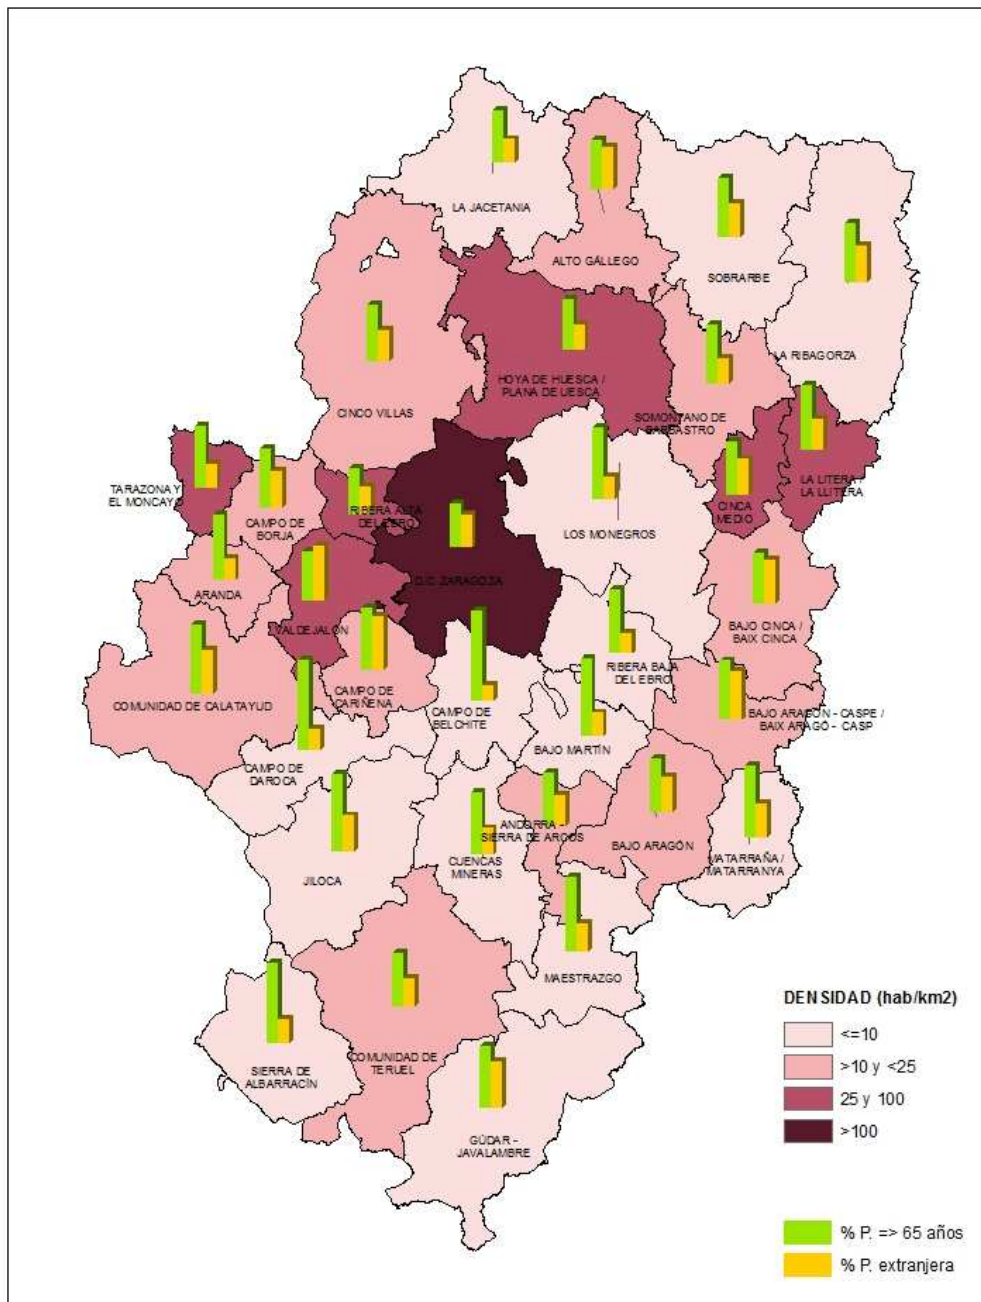 LA JACETANIA
ALTO GÁLLEGO
SOBRARBE
LA RIBAGORZA
HOYA DE HUESCA /
PLANA DE UESCA
CINCO VILLAS
SOMONTANO DE
BARBASTRO
TARAZONA Y
EL MONCAYO
CAMPO DE
BORJA
RIBERA ALTA
DEL EBRO
LA LITERA /
LA LLITERA
CINCA
MEDIO
LOS MONEGROS
ARANDA
D.C. ZARAGOZA
VALDEJALÓN
BAJO CINCA /
BAIX CINCA
COMUNIDAD DE CALATAYUD
CAMPO DE
CARIÑENA
CAMPO DE
BELCHITE
RIBERA BAJA
DEL EBRO
BAJO ARAGÓN - CASPE /
BAIX ARAGÓ - CASP
CAMPO DE
DAROCA
BAJO MARTÍN
ANDORRA -
SIERRA DE ARCOS
BAJO ARAGÓN
MATARRAÑA /
MATARRANYA
JILOCA
CUENCAS
MINERAS
MAESTRAZGO
SIERRA DE
ALBARRACÍN
COMUNIDAD DE
TERUEL
GÚDAR -
JAVALAMBRE
DENSIDAD (hab/km2)
<=10
>10 y <25
25 y 100
>100
% P. => 65 años
% P. extranjera